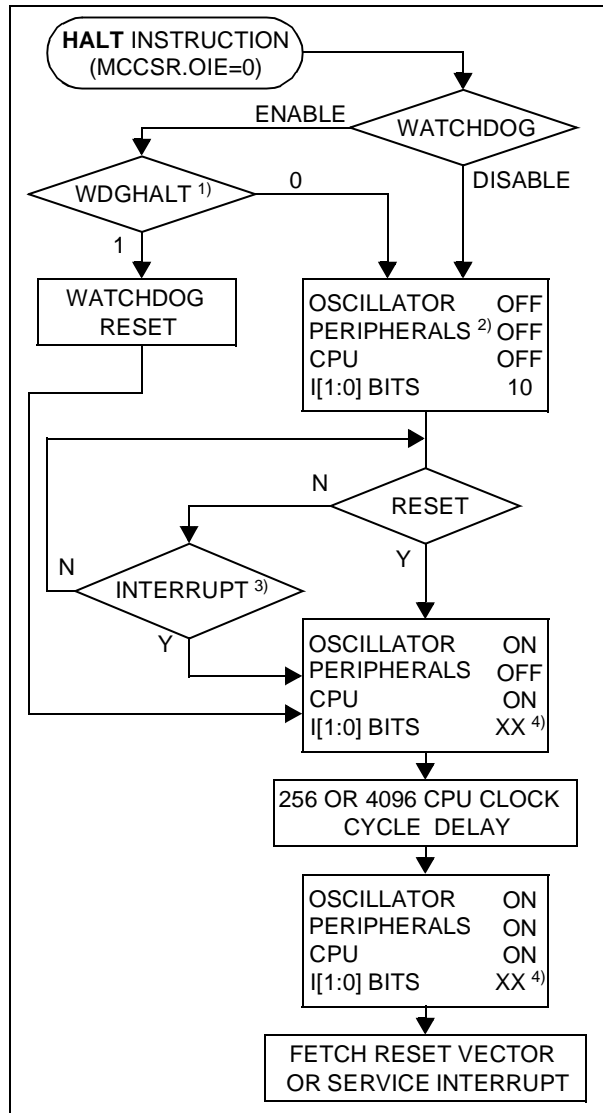 HALT INSTRUCTION
(MCCSR.OIE=0)
ENABLE
WATCHDOG
WDGHALT 1)
0
DISABLE
1
WATCHDOG
RESET
OSCILLATOR OFF
PERIPHERALS 2) OFF
CPU OFF
I[1:0] BITS 10
N
RESET
N
INTERRUPT 3)
Y
Y
OSCILLATOR ON
PERIPHERALS OFF
CPU ON
I[1:0] BITS XX 4)
256 OR 4096 CPU CLOCK
CYCLE DELAY
OSCILLATOR ON
PERIPHERALS ON
CPU ON
I[1:0] BITS XX 4)
FETCH RESET VECTOR
OR SERVICE INTERRUPT